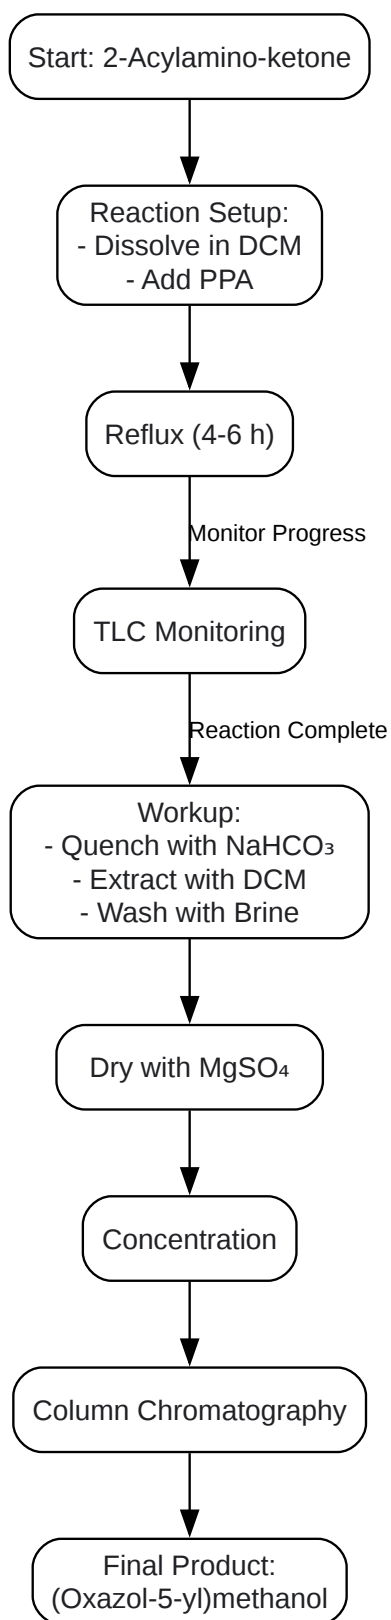 Start: 2-Acylamino-ketone
Reaction Setup:
- Dissolve in DCM
- Add PPA
Reflux (4-6 h)
Monitor Progress
TLC Monitoring
Reaction Complete
Workup:
- Quench with NaHCO₃
- Extract with DCM
- Wash with Brine
Dry with MgSO₄
Concentration
Column Chromatography
Final Product:
(Oxazol-5-yl)methanol